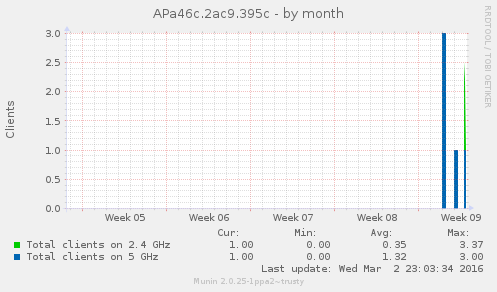 APa46c.2ac9.395c - by month
RRDTOOL / TOBI OETIKER
Clients
3.0
2.5
2.0
1.5
1.0
0.5
0.0
Week 05 Week 06 Week 07 Week 08 Week 09
Cur: Min: Avg: Max:
Total clients on 2.4 GHz 1.00 0.00 0.35 3.37
Total clients on 5 GHz 1.00 0.00 1.32 3.00
Last update: Wed Mar 2 23:03:34 2016
Munin 2.0.25-1ppa2~trusty